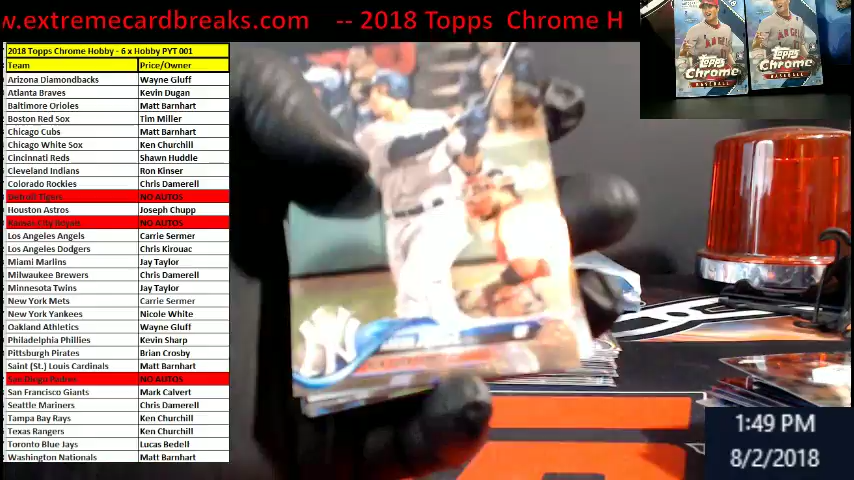 w.extremecardbreaks.com -- 2018 Topps Chrome H
2018 Topps Chrome Hobby - 6 x Hobby PYT 001
Team Price/Owner
Arizona Diamondbacks Wayne Gluff
Atlanta Braves Kevin Dugan
Baltimore Orioles Matt Barnhart
Boston Red Sox Tim Miller
Chicago Cubs Matt Barnhart
Chicago White Sox Ken Churchill
Cincinnati Reds Shawn Huddle
Cleveland Indians Ron Kinser
Colorado Rockies Chris Damerell
Detroit Tigers NO AUTOS
Houston Astros Joseph Chupp
Kansas City Royals NO AUTOS
Los Angeles Angels Carrie Sermer
Los Angeles Dodgers Chris Kirouac
Miami Marlins Jay Taylor
Milwaukee Brewers Chris Damerell
Minnesota Twins Jay Taylor
New York Mets Carrie Sermer
New York Yankees Nicole White
Oakland Athletics Wayne Gluff
Philadelphia Phillies Kevin Sharp
Pittsburgh Pirates Brian Crosby
Saint (St.) Louis Cardinals Matt Barnhart
San Diego Padres NO AUTOS
San Francisco Giants Mark Calvert
Seattle Mariners Chris Damerell
Tampa Bay Rays Ken Churchill
Texas Rangers Ken Churchill
Toronto Blue Jays Lucas Bedell
Washington Nationals Matt Barnhart
Topps Chrome
BASEBALL
Topps Chrome
BASEBALL
NY
1:49 PM
8/2/2018